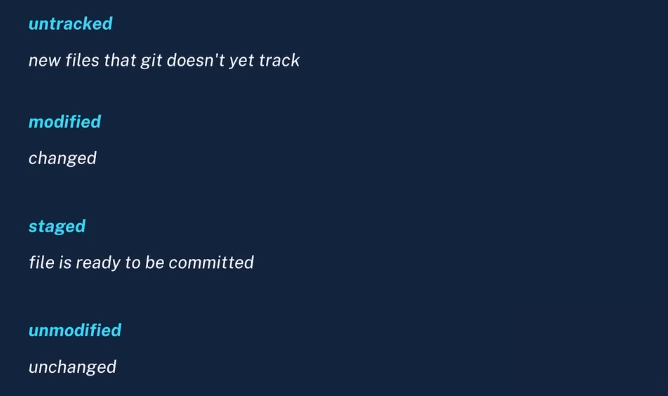 untracked
new files that git doesn't yet track
modified
changed
staged
file is ready to be committed
unmodified
unchanged